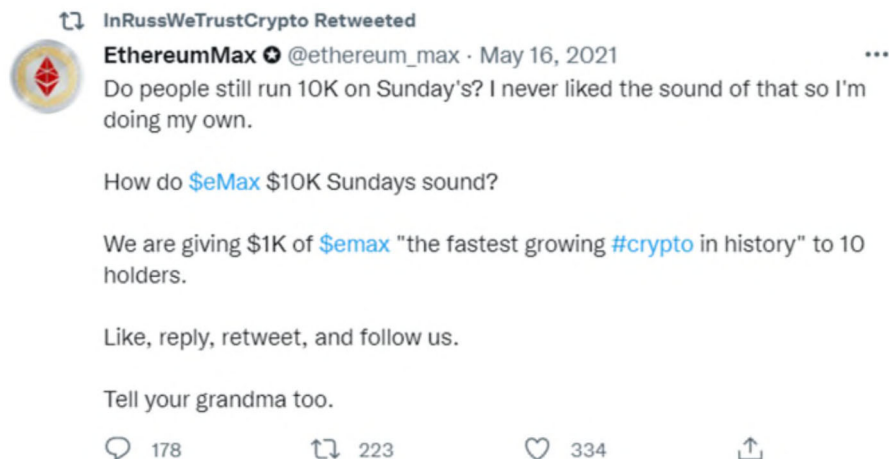 InRussWeTrustCrypto Retweeted
EthereumMax @ethereum_max · May 16, 2021
Do people still run 10K on Sunday's? I never liked the sound of that so I'm
doing my own.
How do $eMax $10K Sundays sound?
We are giving $1K of $emax "the fastest growing #crypto in history" to 10
holders.
Like, reply, retweet, and follow us.
Tell your grandma too.
178 223 334